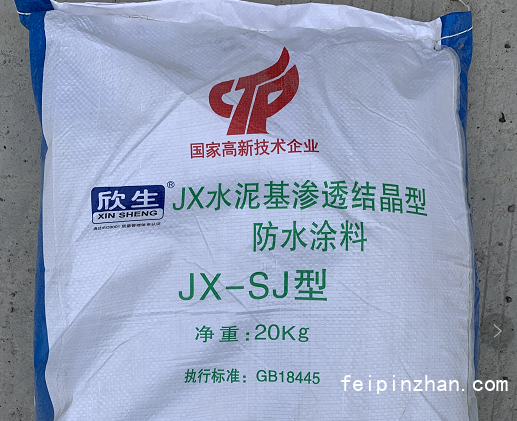 国家高新技术企业
欣生®
XIN SHENG
JX水泥基渗透结晶型
防水涂料
JX-SJ型
净重:20Kg
执行标准: GB18445
feipinzhan.com